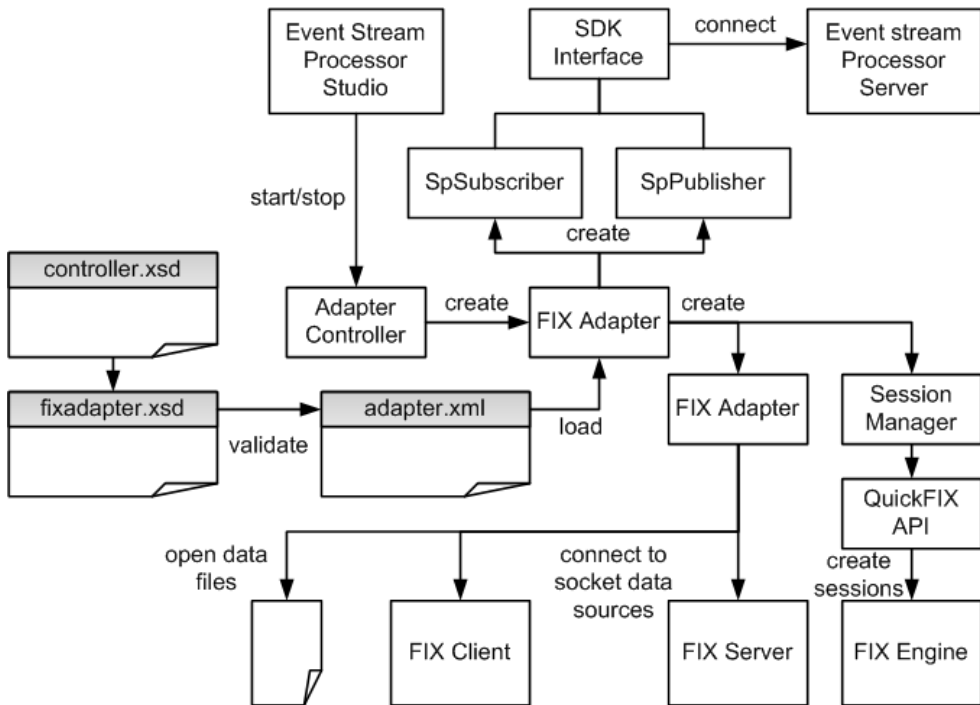 Event Stream
Processor
Studio
SDK
Interface
connect
Event stream
Processor
Server
SpSubscriber
SpPublisher
start/stop
create
controller.xsd
Adapter
Controller
create
FIX Adapter
create
fixadapter.xsd
validate
adapter.xml
load
FIX Adapter
Session
Manager
QuickFIX
API
open data
files
connect to
socket data
sources
create
sessions
FIX Client
FIX Server
FIX Engine